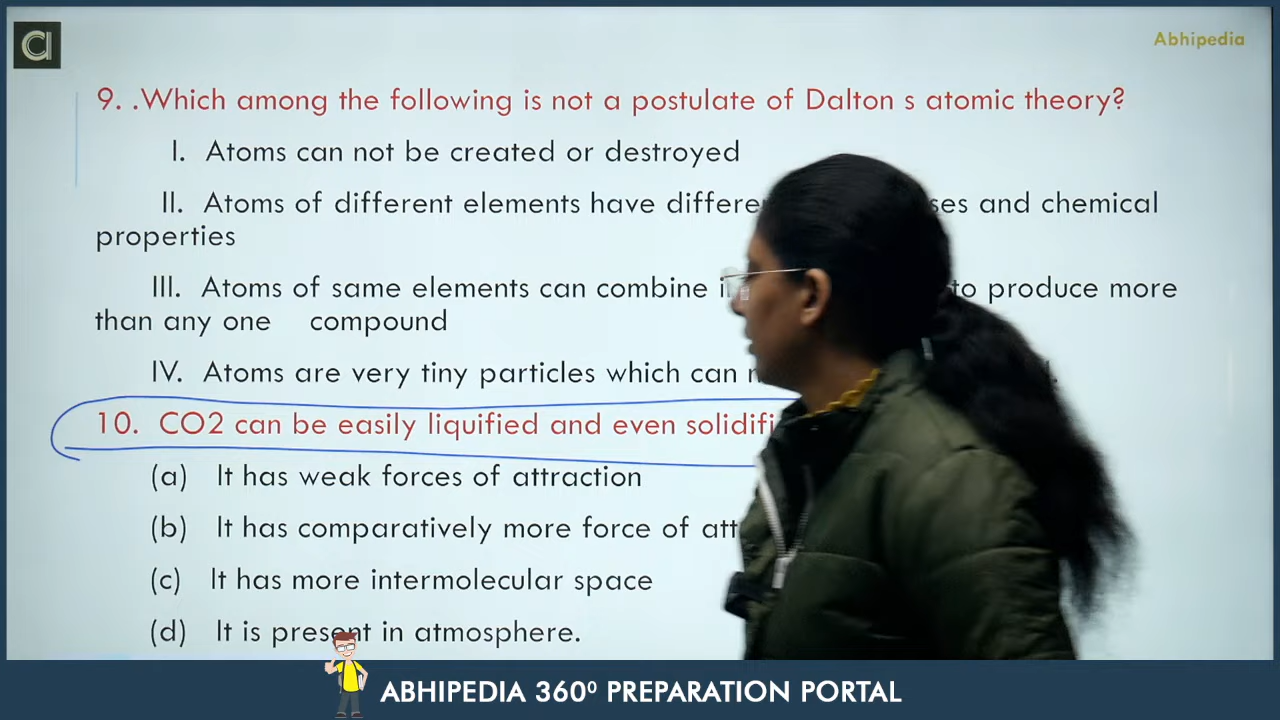 Abhipedia
9. .Which among the following is not a postulate of Dalton s atomic theory?
I. Atoms can not be created or destroyed
II. Atoms of different elements have and chemical
properties
III. Atoms of same elements can combine to produce more
than any one compound
IV. Atoms are very tiny particles which can
10. CO2 can be easily liquified and even
(a) It has weak forces of attraction
(b) It has comparatively more force of
(c) It has more intermolecular space
(d) It is present in atmosphere.
ABHIPEDIA 360⁰ PREPARATION PORTAL